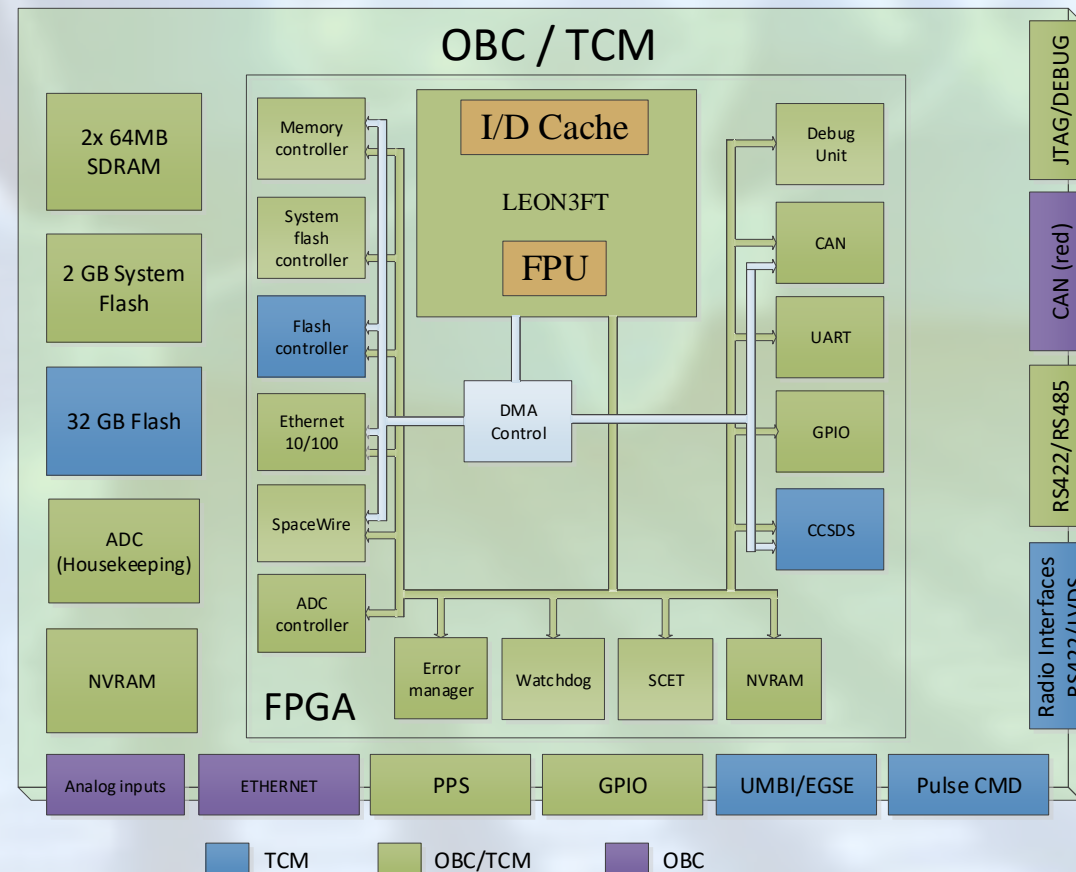 OBC / TCM
2x 64MB
SDRAM
2 GB System
Flash
32 GB Flash
ADC
(Housekeeping)
NVRAM
Memory
controller
System
flash
controller
Flash
controller
Ethernet
10/100
SpaceWire
ADC
controller
FPGA
I/D Cache
LEON3FT
FPU
DMA
Control
Error
manager
Watchdog
SCET
NVRAM
Debug
Unit
CAN
UART
GPIO
CCSDS
JTAG/DEBUG
CAN (red)
RS422/RS485
Radio Interfaces
RS422/LVDS
Analog inputs
ETHERNET
PPS
GPIO
UMBI/EGSE
Pulse CMD
TCM
OBC/TCM
OBC